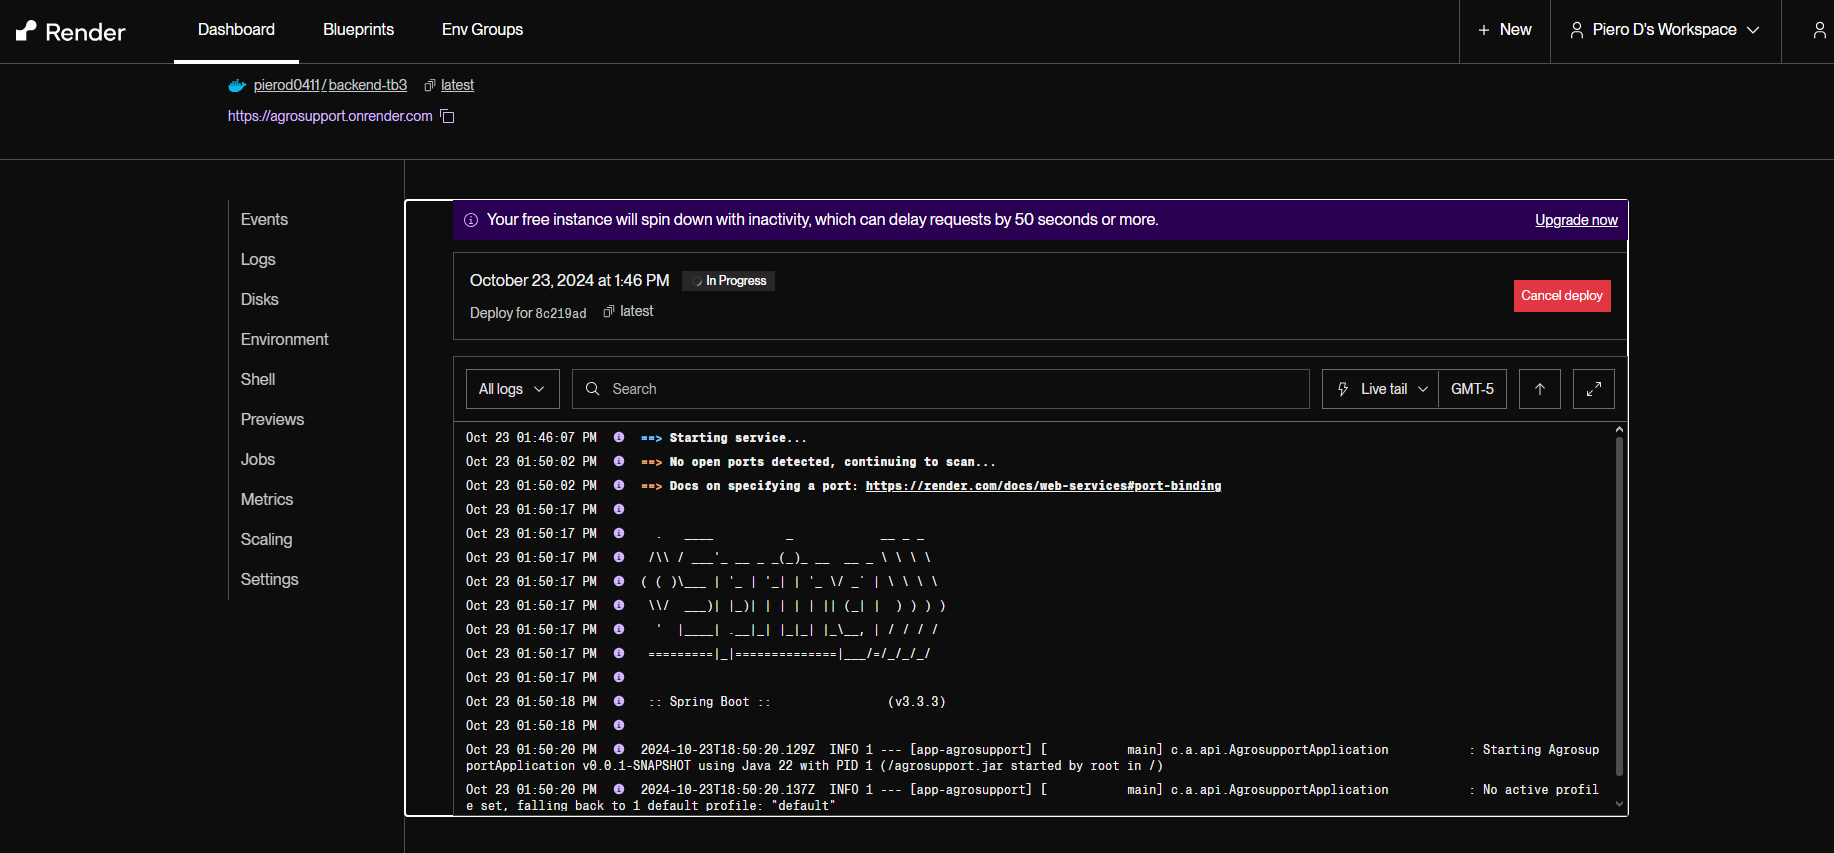 Render
Dashboard Blueprints Env Groups + New Piero D's Workspace
pierod0411/backend-tb3 latest
https://agrosupport.onrender.com
Events
Logs
Disks
Environment
Shell
Previews
Jobs
Metrics
Scaling
Settings
Your free instance will spin down with inactivity, which can delay requests by 50 seconds or more. Upgrade now
October 23, 2024 at 1:46 PM In Progress
Deploy for 8c219ad latest
Cancel deploy
All logs Search Live tail GMT-5
Oct 23 01:46:07 PM ==> Starting service...
Oct 23 01:50:02 PM ==> No open ports detected, continuing to scan...
Oct 23 01:50:02 PM ==> Docs on specifying a port: https://render.com/docs/web-services#port-binding
Oct 23 01:50:17 PM
Oct 23 01:50:17 PM   .   ____          _            __ _ _
Oct 23 01:50:17 PM  /\\ / ___'_ __ _ _(_)_ __  __ _ \ \ \ \
Oct 23 01:50:17 PM ( ( )\___ | '_ | '_| | '_ \/ _` | \ \ \ \
Oct 23 01:50:17 PM  \\/  ___)| |_)| | | | | || (_| |  ) ) ) )
Oct 23 01:50:17 PM   '  |____| .__|_| |_|_| |_\__, | / / / /
Oct 23 01:50:17 PM  =========|_|==============|___/=/_/_/_/
Oct 23 01:50:17 PM
Oct 23 01:50:18 PM  :: Spring Boot ::                (v3.3.3)
Oct 23 01:50:18 PM
Oct 23 01:50:20 PM 2024-10-23T18:50:20.129Z  INFO 1 --- [app-agrosupport] [           main] c.a.api.AgrosupportApplication           : Starting Agrosup
portApplication v0.0.1-SNAPSHOT using Java 22 with PID 1 (/agrosupport.jar started by root in /)
Oct 23 01:50:20 PM 2024-10-23T18:50:20.137Z  INFO 1 --- [app-agrosupport] [           main] c.a.api.AgrosupportApplication           : No active profil
e set, falling back to 1 default profile: "default"